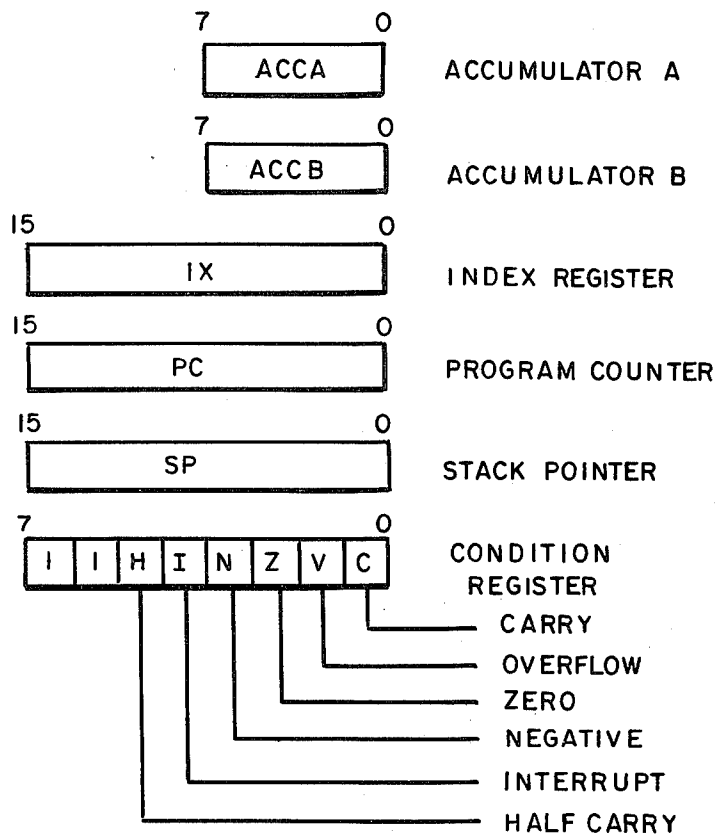 7 0
ACCA ACCUMULATOR A
7 0
ACCB ACCUMULATOR B
15 0
IX INDEX REGISTER
15 0
PC PROGRAM COUNTER
15 0
SP STACK POINTER
7 0
1 1 H I N Z V C CONDITION
REGISTER
CARRY
OVERFLOW
ZERO
NEGATIVE
INTERRUPT
HALF CARRY